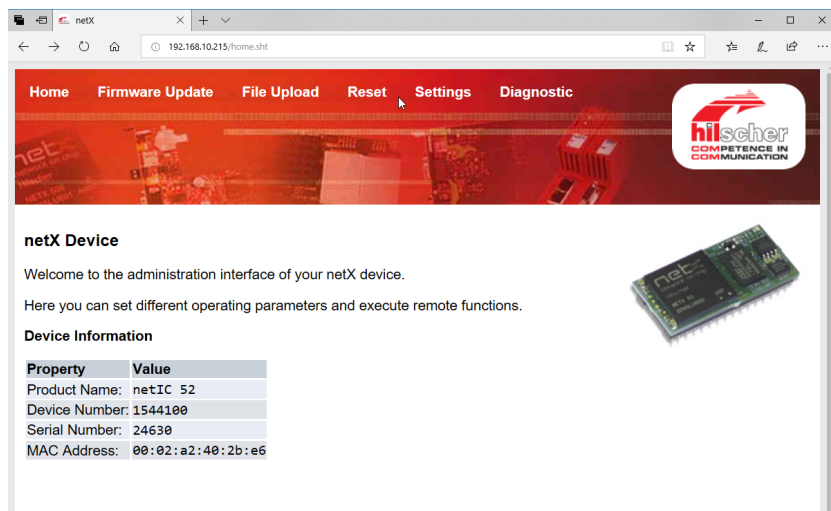 netX
192.168.10.215/home.sht
Home Firmware Update File Upload Reset Settings Diagnostic
hilscher
COMPETENCE IN
COMMUNICATION
netX Device
Welcome to the administration interface of your netX device.
Here you can set different operating parameters and execute remote functions.
Device Information
Property Value
Product Name: netIC 52
Device Number: 1544100
Serial Number: 24630
MAC Address: 00:02:a2:40:2b:e6